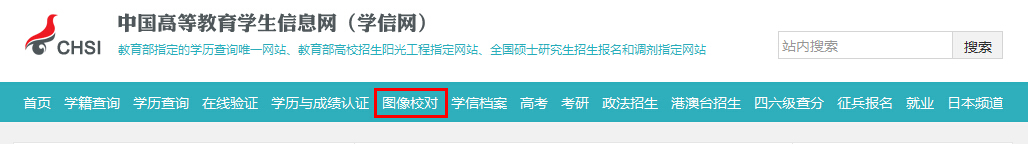 中国高等教育学生信息网（学信网）
CHSI
教育部指定的学历查询唯一网站、教育部高校招生阳光工程指定网站、全国硕士研究生招生报名和调剂指定网站
站内搜索 搜索
首页 学籍查询 学历查询 在线验证 学历与成绩认证 图像校对 学信档案 高考 考研 政法招生 港澳台招生 四六级查分 征兵报名 就业 日本频道